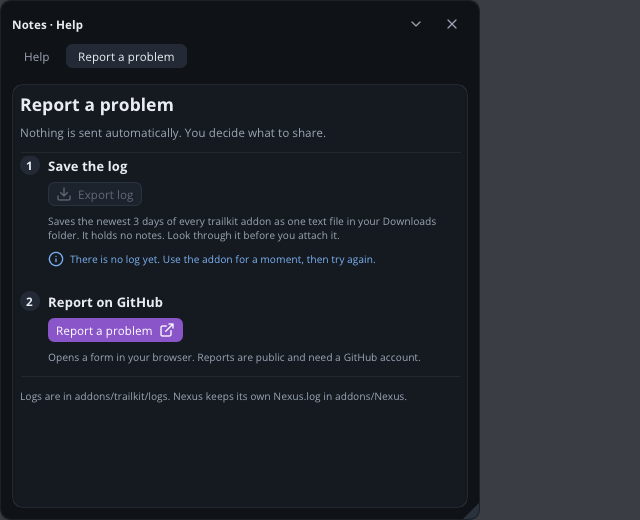 Notes · Help
Help
Report a problem
Report a problem
Nothing is sent automatically. You decide what to share.
1
Save the log
Export log
Saves the newest 3 days of every trailkit addon as one text file in your Downloads
folder. It holds no notes. Look through it before you attach it.
There is no log yet. Use the addon for a moment, then try again.
2
Report on GitHub
Report a problem
Opens a form in your browser. Reports are public and need a GitHub account.
Logs are in addons/trailkit/logs. Nexus keeps its own Nexus.log in addons/Nexus.